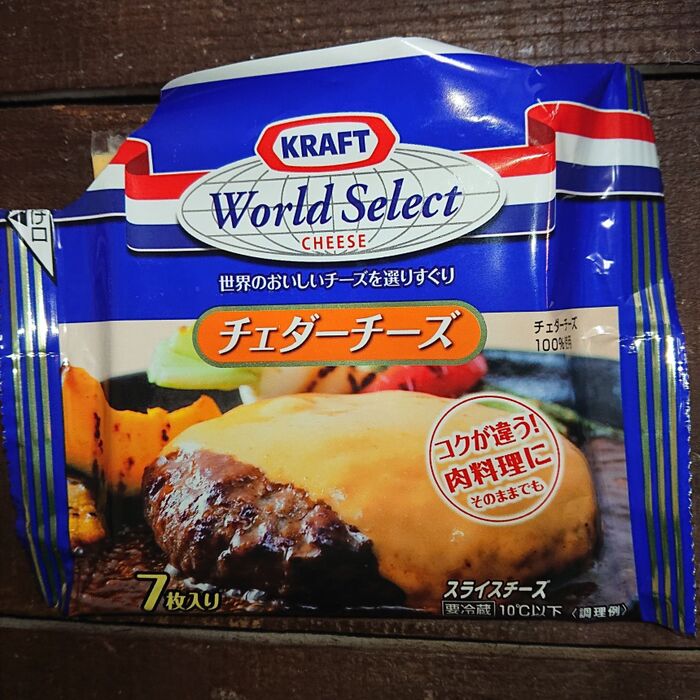 KRAFT
World Select
CHEESE
世界のおいしいチーズを選りすぐり
チェダーチーズ
チェダーチーズ
100%使用
コクが違う!
肉料理に
そのままでも
7枚入り
スライスチーズ
要冷蔵 10℃以下 〈調理例〉